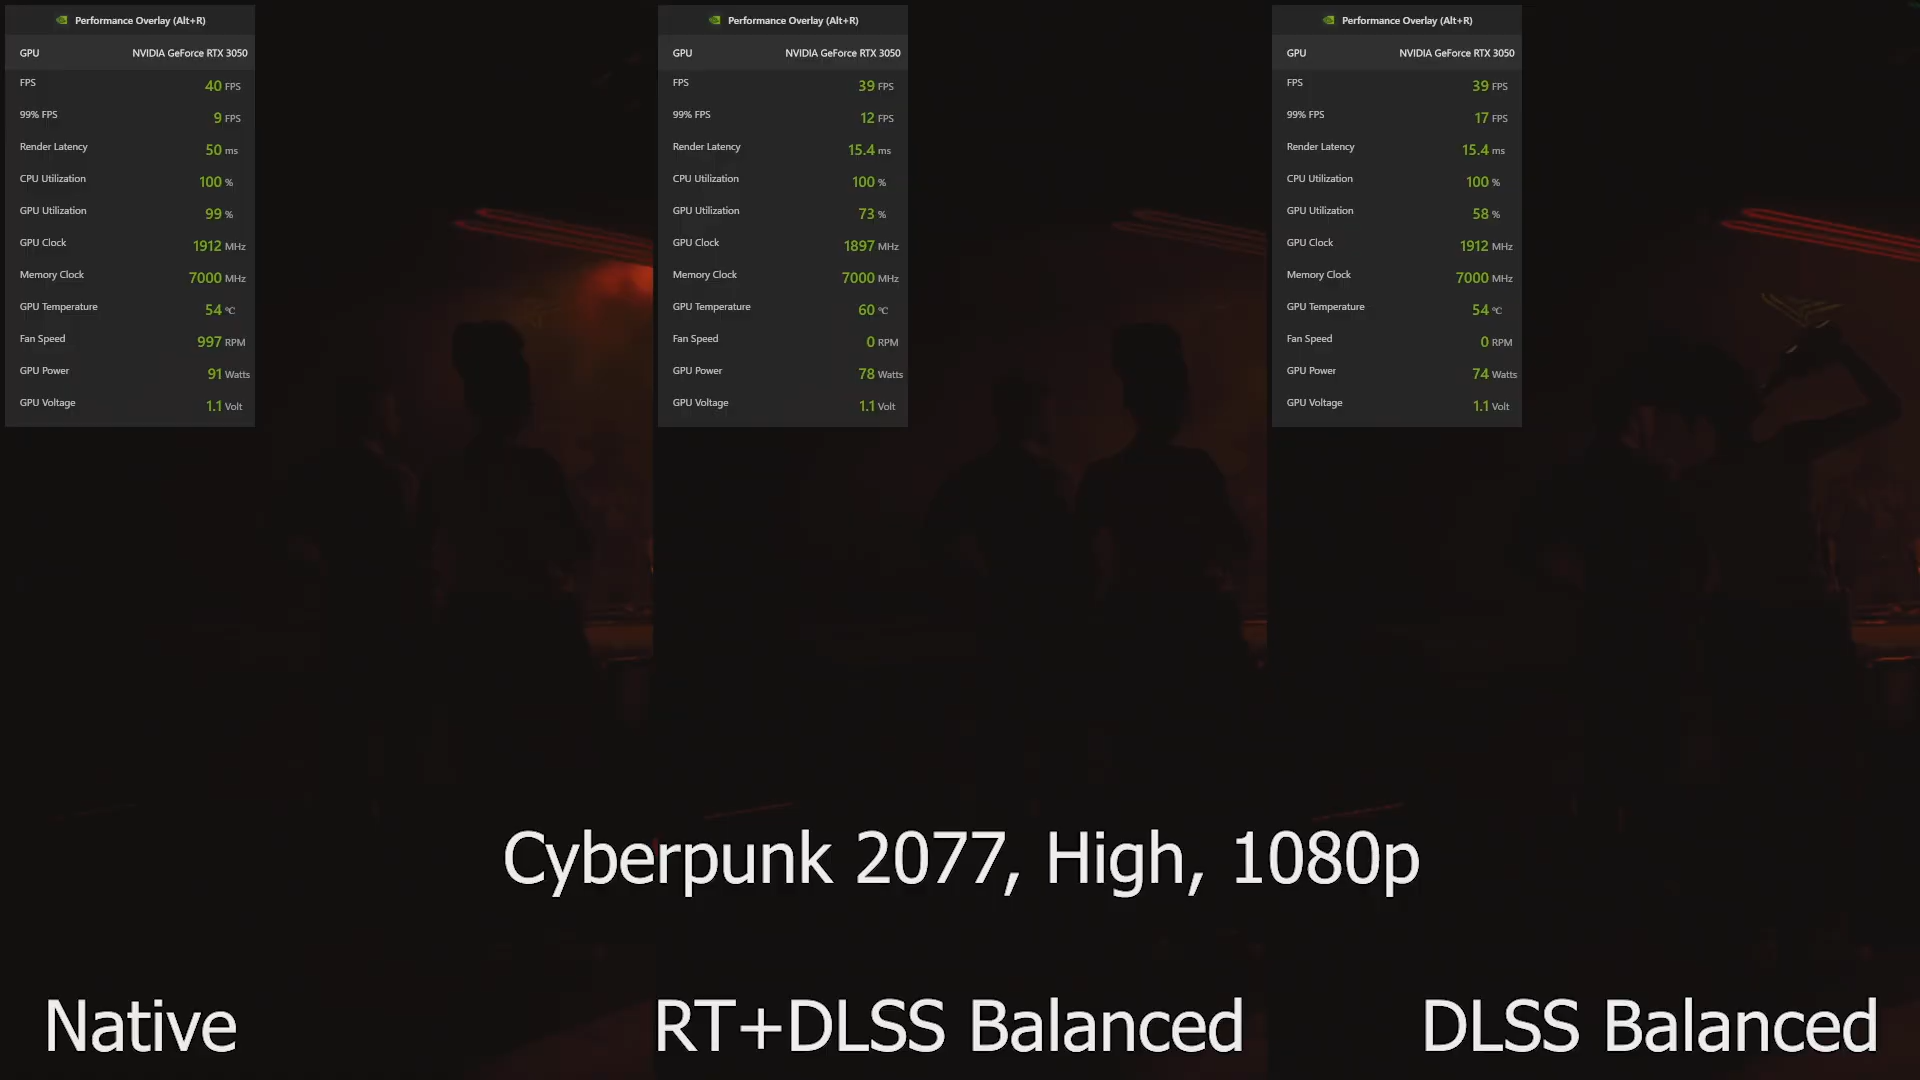 Performance Overlay (Alt+R)
GPU NVIDIA GeForce RTX 3050
FPS 40 FPS
99% FPS 9 FPS
Render Latency 50 ms
CPU Utilization 100 %
GPU Utilization 99 %
GPU Clock 1912 MHz
Memory Clock 7000 MHz
GPU Temperature 54 °C
Fan Speed 997 RPM
GPU Power 91 Watts
GPU Voltage 1.1 Volt
Performance Overlay (Alt+R)
GPU NVIDIA GeForce RTX 3050
FPS 39 FPS
99% FPS 12 FPS
Render Latency 15.4 ms
CPU Utilization 100 %
GPU Utilization 73 %
GPU Clock 1897 MHz
Memory Clock 7000 MHz
GPU Temperature 60 °C
Fan Speed 0 RPM
GPU Power 78 Watts
GPU Voltage 1.1 Volt
Performance Overlay (Alt+R)
GPU NVIDIA GeForce RTX 3050
FPS 39 FPS
99% FPS 17 FPS
Render Latency 15.4 ms
CPU Utilization 100 %
GPU Utilization 58 %
GPU Clock 1912 MHz
Memory Clock 7000 MHz
GPU Temperature 54 °C
Fan Speed 0 RPM
GPU Power 74 Watts
GPU Voltage 1.1 Volt
Cyberpunk 2077, High, 1080p
Native
RT+DLSS Balanced
DLSS Balanced